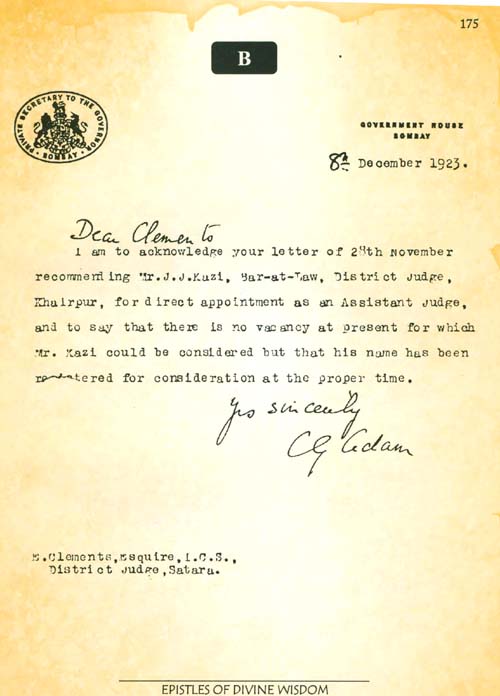 175
B
PRIVATE SECRETARY TO THE GOVERNOR
BOMBAY
GOVERNMENT HOUSE
BOMBAY
8th December 1923.
Dear Clements
I am to acknowledge your letter of 28th November
recommending Mr.J.J.Kazi, Bar-at-Law, District Judge,
Khairpur, for direct appointment as an Assistant Judge,
and to say that there is no vacancy at present for which
Mr. Kazi could be considered but that his name has been
for consideration at the proper time.
Yrs sincerely
CG Adam
E.Clements,Esquire,I.C.S.,
District Judge,Satara.
EPISTLES OF DIVINE WISDOM